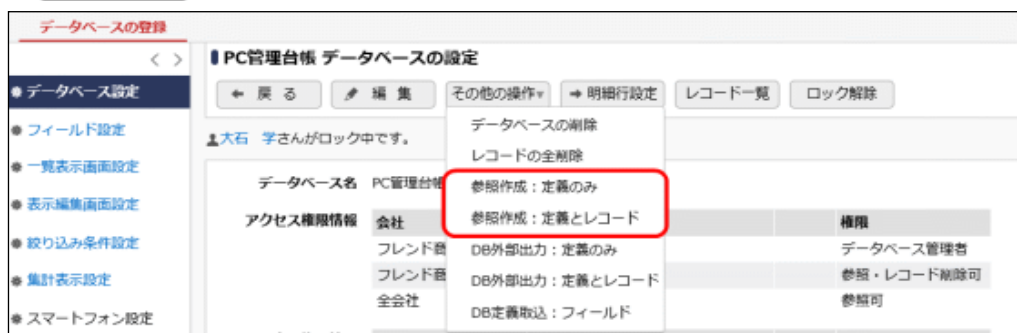 データベースの登録
< >
データベース設定
フィールド設定
一覧表示画面設定
表示編集画面設定
絞り込み条件設定
集計表示設定
スマートフォン設定
PC管理台帳 データベースの設定
戻る 編集 その他の操作▼ 明細行設定 レコード一覧 ロック解除
大石 学さんがロック中です。
データベースの削除
レコードの全削除
参照作成:定義のみ
参照作成:定義とレコード
DB外部出力:定義のみ
DB外部出力:定義とレコード
DB定義取込:フィールド
データベース名 PC管理台帳
アクセス権限情報 会社 権限
フレンド商 データベース管理者
フレンド商 参照・レコード削除可
全会社 参照可